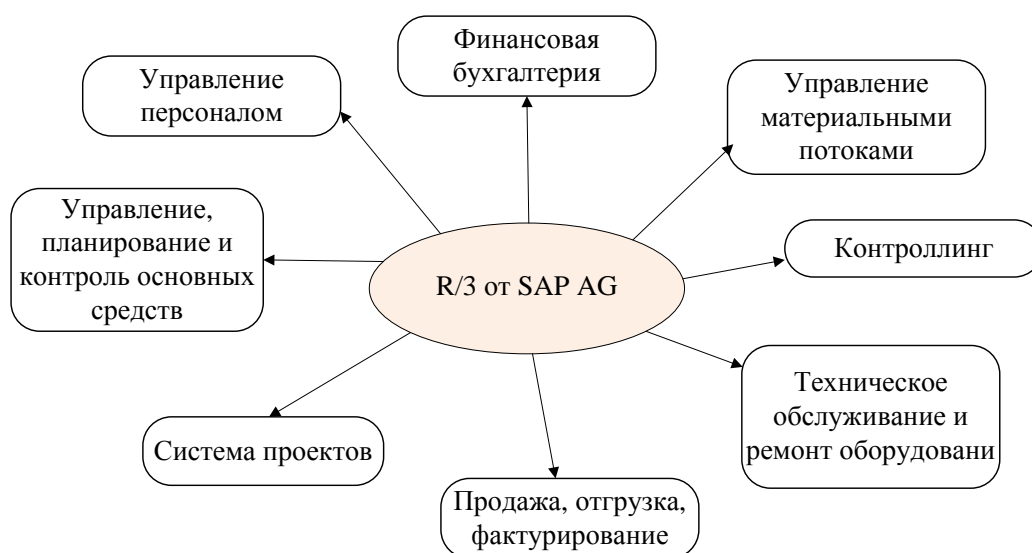 Финансовая
бухгалтерия
Управление
персоналом
Управление
материальными
потоками
Управление,
планирование и
контроль основных
средств
R/3 от SAP AG
Контроллинг
Техническое
обслуживание и
ремонт оборудовани
Система проектов
Продажа, отгрузка,
фактурирование